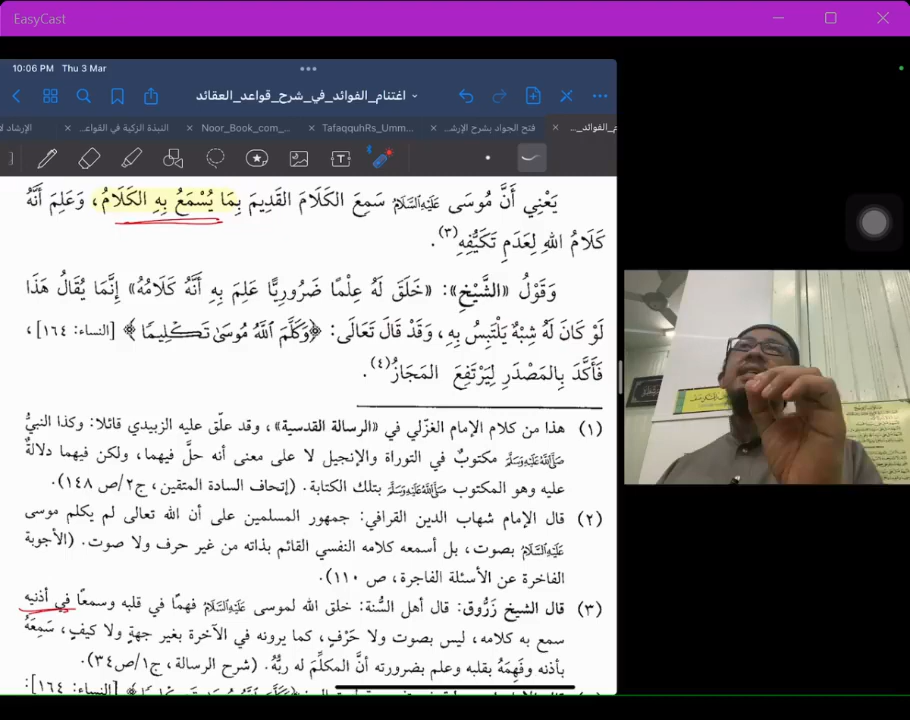 EasyCast
10:06 PM Thu 3 Mar
اغتنام_الفوائد_في_شرح_قواعد_العقائد
الإرشاد
النبذة الزكية في القواع...
Noor_Book_com_...
TafaqquhRs_Umm...
فتح الجواد بشرح الإرش...
م_الفوائد_...
يَعْنِي أَنَّ مُوسَى عَلَيْهِ السَّلَامُ سَمِعَ الكَلَامَ القَدِيمَ بِمَا يُسْمَعُ بِهِ الكَلَامُ، وَعَلِمَ أَنَّهُ
كَلَامُ اللهِ لِعَدَمِ تَكَيُّفِهِ(٣).
وَقَوْلُ «الشَّيْخِ»: «خَلَقَ لَهُ عِلْمًا ضَرُورِيًّا عَلِمَ بِهِ أَنَّهُ كَلَامُهُ» إِنَّمَا يُقَالُ هَذَا
لَوْ كَانَ لَهُ شِبْهٌ يَلْتَبِسُ بِهِ، وَقَدْ قَالَ تَعَالَى: ﴿وَكَلَّمَ ٱللَّهُ مُوسَىٰ تَكْلِيمًا﴾ [النساء: ١٦٤]،
فَأَكَّدَ بِالمَصْدَرِ لِيَرْتَفِعَ المَجَازُ(٤).
(١) هذا من كلام الإمام الغزّلي في «الرسالة القدسية»، وقد علّق عليه الزبيدي قائلا: وكذا النبيُّ
صَلَّى اللَّهُ عَلَيْهِ وَسَلَّمَ مكتوبٌ في التوراة والإنجيل لا على معنى أنه حلَّ فيهما، ولكن فيهما دلالةٌ
عليه وهو المكتوب صَلَّى اللَّهُ عَلَيْهِ وَسَلَّمَ بتلك الكتابة. (إتحاف السادة المتقين، ج٢/ص ١٤٨).
(٢) قال الإمام شهاب الدين القرافي: جمهور المسلمين على أن الله تعالى لم يكلم موسى
عَلَيْهِ السَّلَامُ بصوت، بل أسمعه كلامه النفسي القائم بذاته من غير حرف ولا صوت. (الأجوبة
الفاخرة عن الأسئلة الفاجرة، ص ١١٠).
(٣) قال الشيخ زَرُّوق: قال أهل السُّنة: خلق الله لموسى عَلَيْهِ السَّلَامُ فهمًا في قلبه وسمعًا في أذنيه
سمع به كلامه، ليس بصوت ولا حَرْفٍ، كما يرونه في الآخرة بغير جهةٍ ولا كيفٍ، سَمِعَهُ
بأذنه وفَهِمَهُ بقلبه وعلم بضرورته أنَّ المكلِّمَ له ربُّهُ. (شرح الرسالة، ج١/ص٣٤).